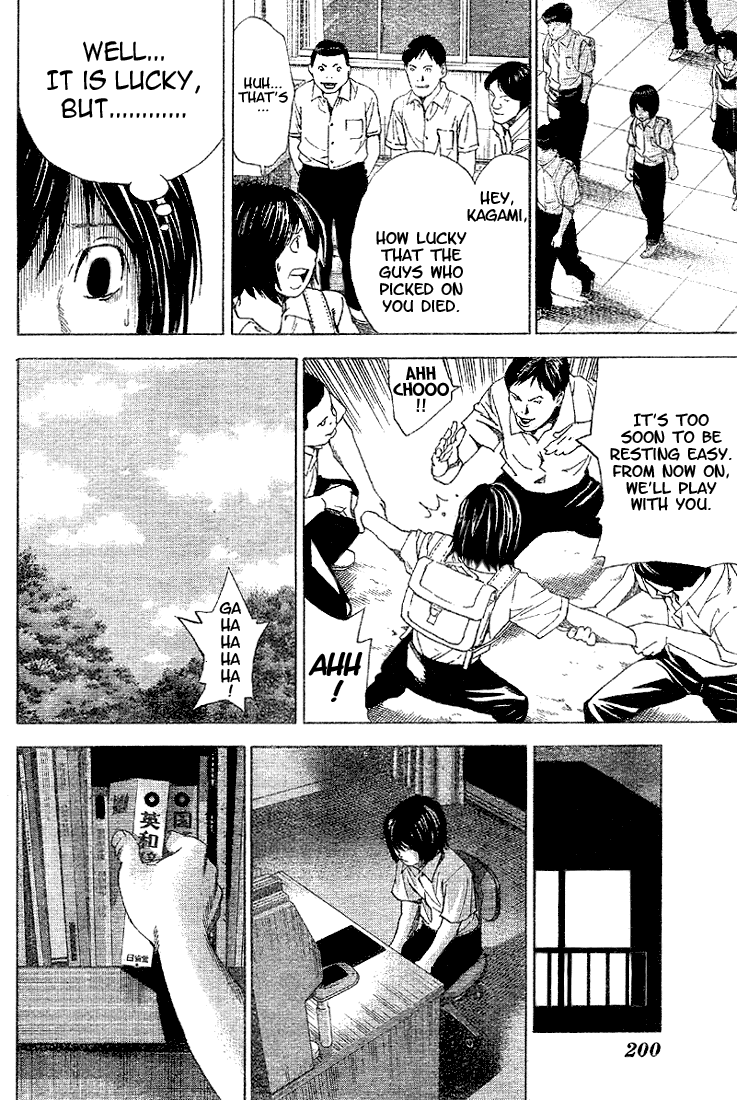 HEY,
KAGAMI,
HOW LUCKY
THAT THE
GUYS WHO
PICKED ON
YOU DIED.
HUH...
THAT'S
...
WELL...
IT IS LUCKY,
BUT............
IT'S TOO
SOON TO BE
RESTING EASY.
FROM NOW ON,
WE'LL PLAY
WITH YOU.
AHH
CHOOO
!!
AHH
!
GA
HA
HA
HA
HA
!
国
英和
200